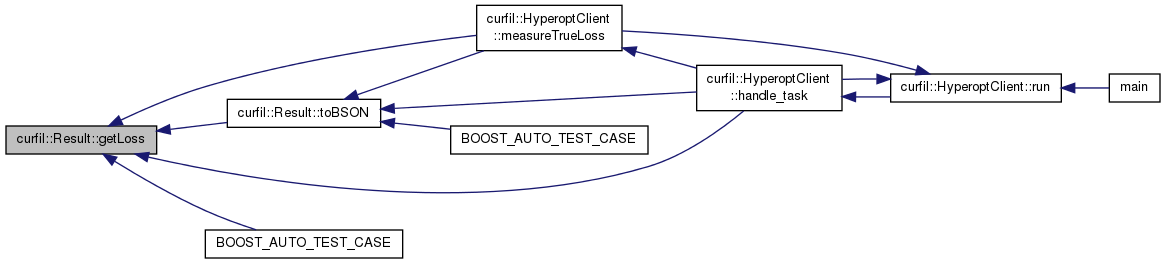 curfil::HyperoptClient
::measureTrueLoss
curfil::HyperoptClient
::handle_task
curfil::HyperoptClient::run
main
curfil::Result::toBSON
curfil::Result::getLoss
BOOST_AUTO_TEST_CASE
BOOST_AUTO_TEST_CASE